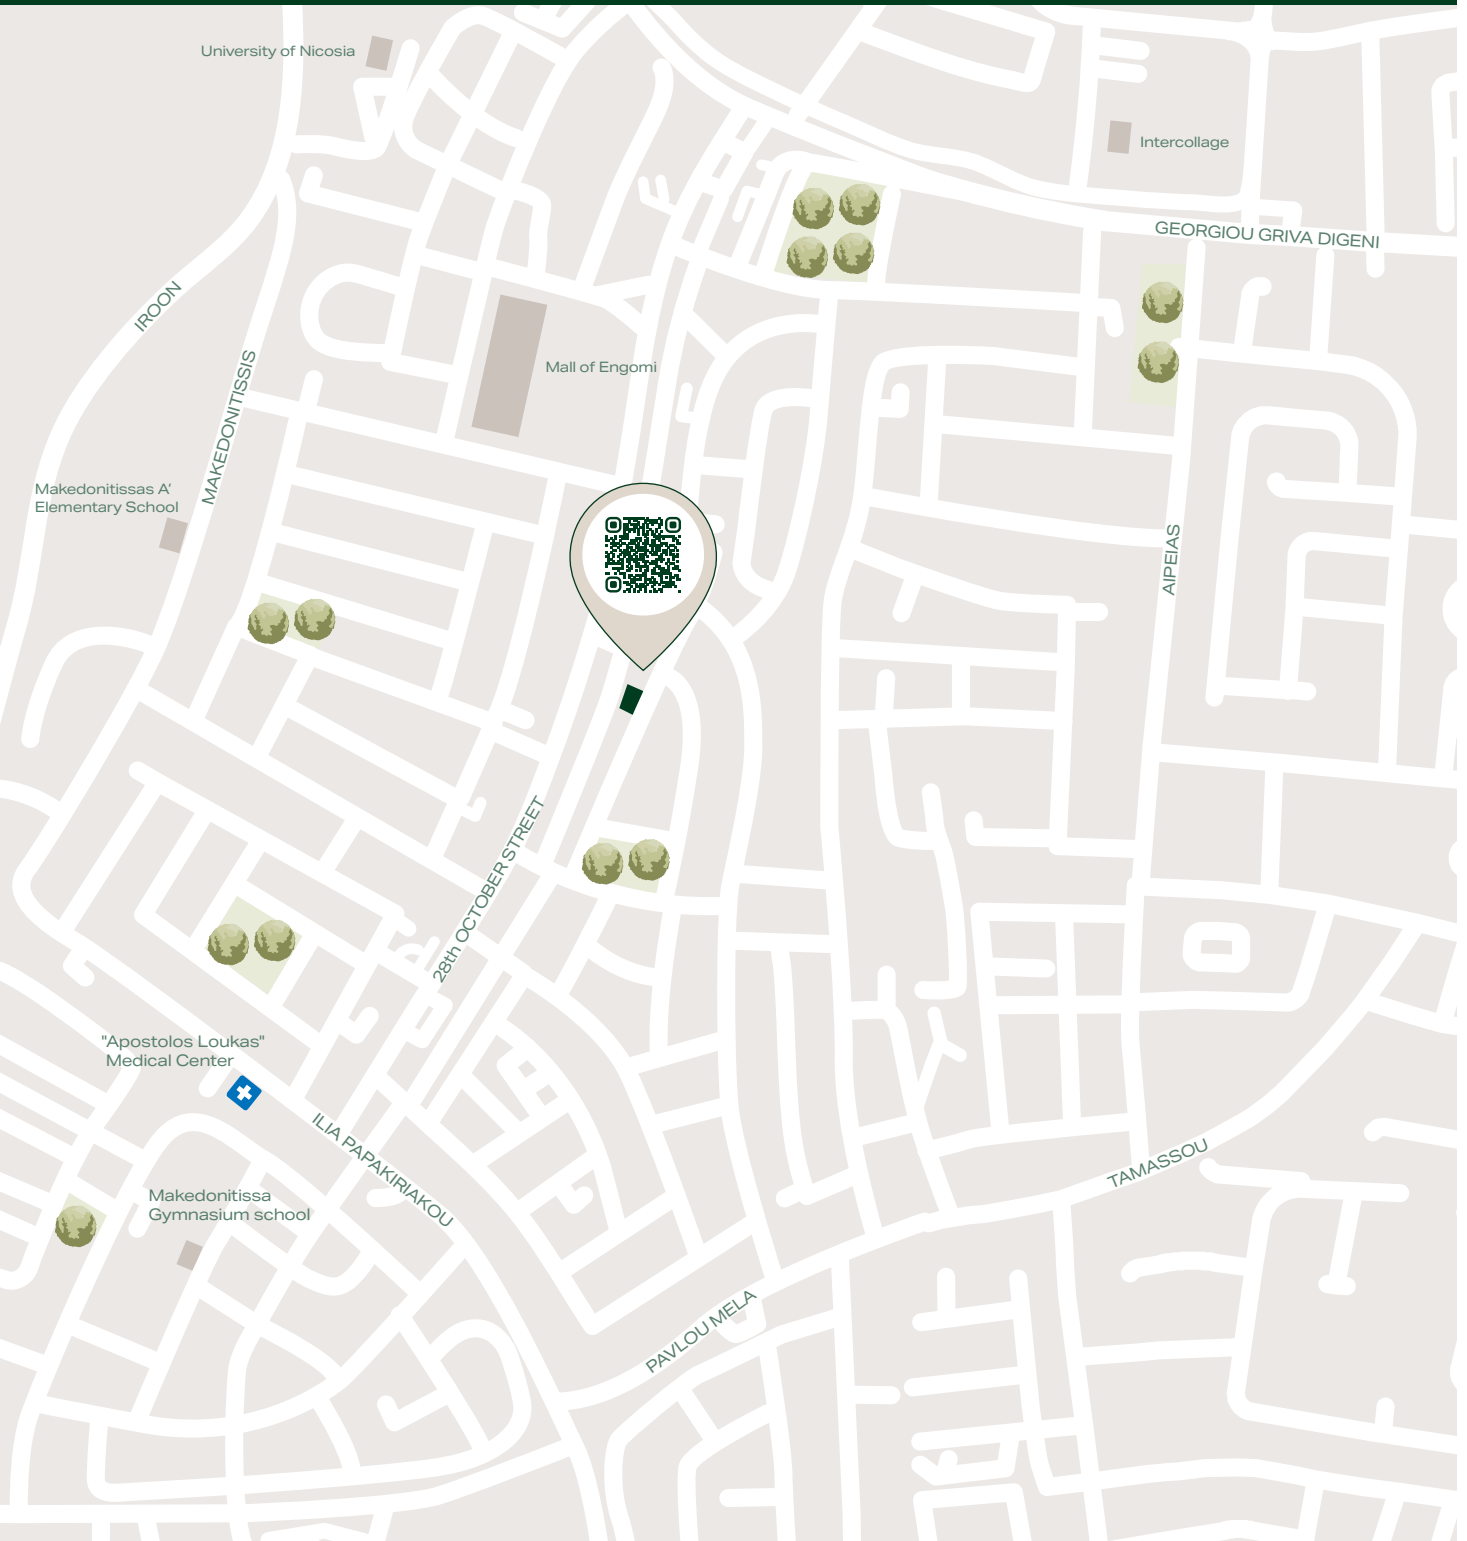 University of Nicosia
Intercollage
GEORGIOU GRIVA DIGENI
IROON
MAKEDONITISSIS
Mall of Engomi
Makedonitissas A'
Elementary School
AIPEIAS
28th OCTOBER STREET
"Apostolos Loukas"
Medical Center
ILIA PAPAKIRIAKOU
TAMASSOU
Makedonitissa
Gymnasium school
PAVLOU MELA